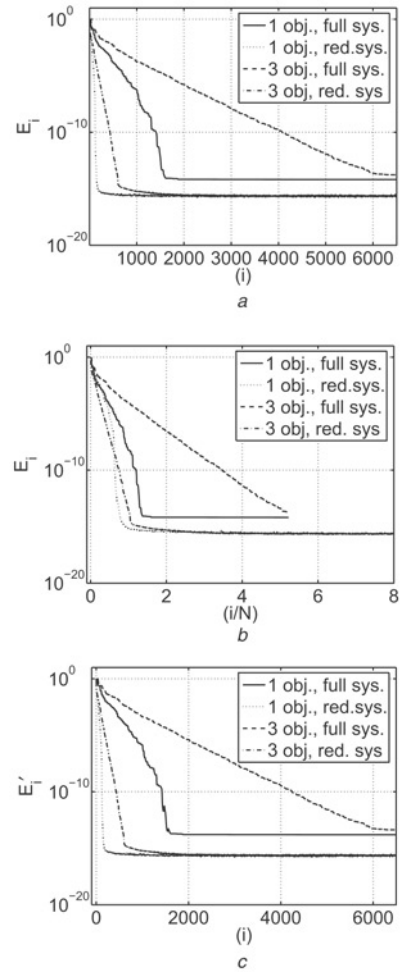 10^0
10^-10
10^-20
E_i
1 obj., full sys.
1 obj., red.sys.
3 obj., full sys.
3 obj, red. sys
1000 2000 3000 4000 5000 6000
(i)
a
10^0
10^-10
10^-20
E_i
1 obj., full sys.
1 obj., red.sys.
3 obj., full sys.
3 obj, red. sys
0 2 4 6 8
(i/N)
b
10^0
10^-10
10^-20
E_i′
1 obj., full sys.
1 obj., red.sys.
3 obj., full sys.
3 obj, red. sys
0 2000 4000 6000
(i)
c